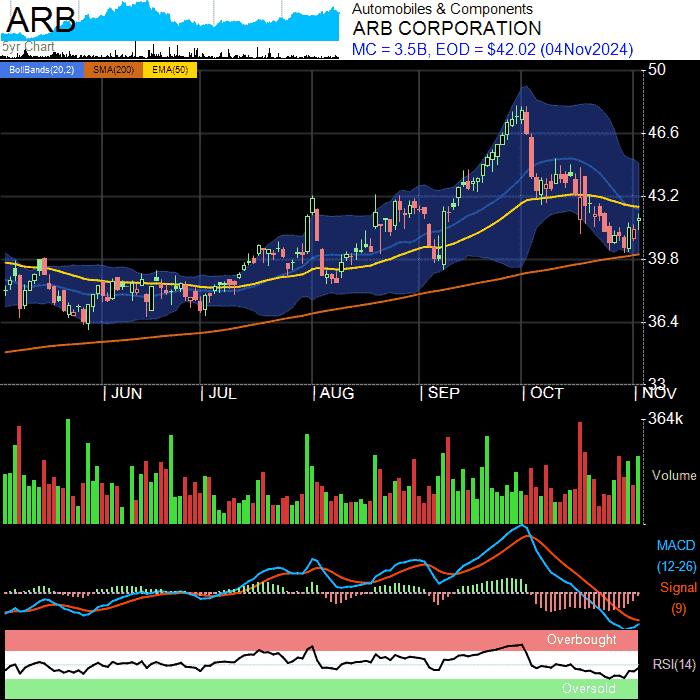 ARB
5yr Chart
Automobiles & Components
ARB CORPORATION
MC = 3.5B, EOD = $42.02 (04Nov2024)
BollBands(20,2) SMA(200) EMA(50)
50
46.6
43.2
39.8
36.4
33
JUN JUL AUG SEP OCT NOV
364k
Volume
MACD
(12-26)
Signal
(9)
Overbought
RSI(14)
Oversold